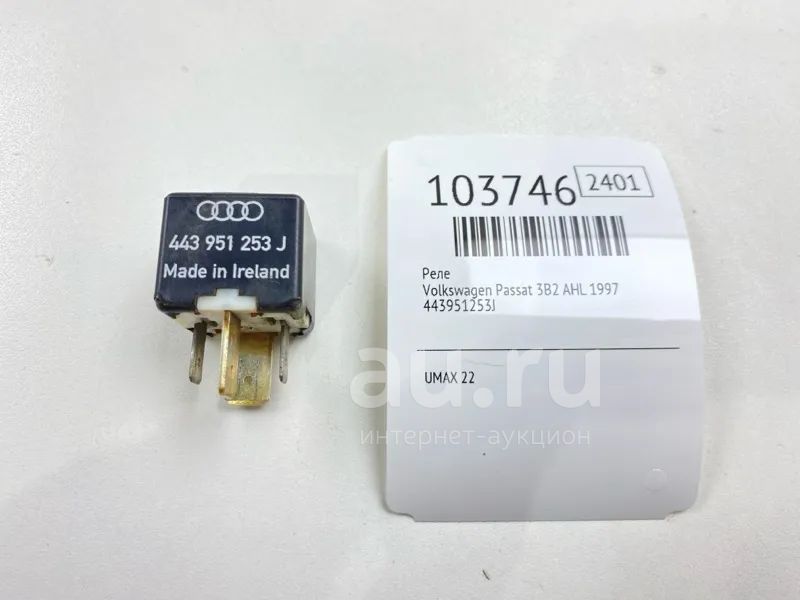 443 951 253 J
Made in Ireland
103746 2401
Реле
Volkswagen Passat 3B2 AHL 1997
443951253J
UMAX 22
au.ru
интернет-аукцион